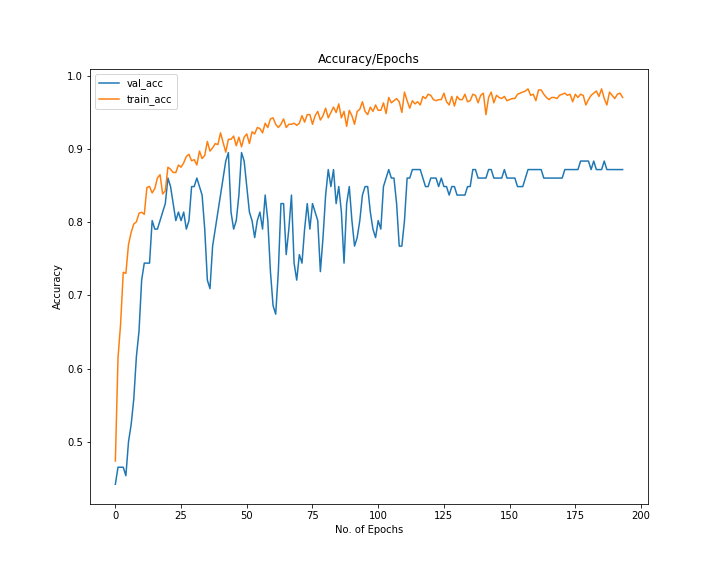 Accuracy/Epochs
val_acc
train_acc
1.0
0.9
0.8
0.7
0.6
0.5
Accuracy
0 25 50 75 100 125 150 175 200
No. of Epochs